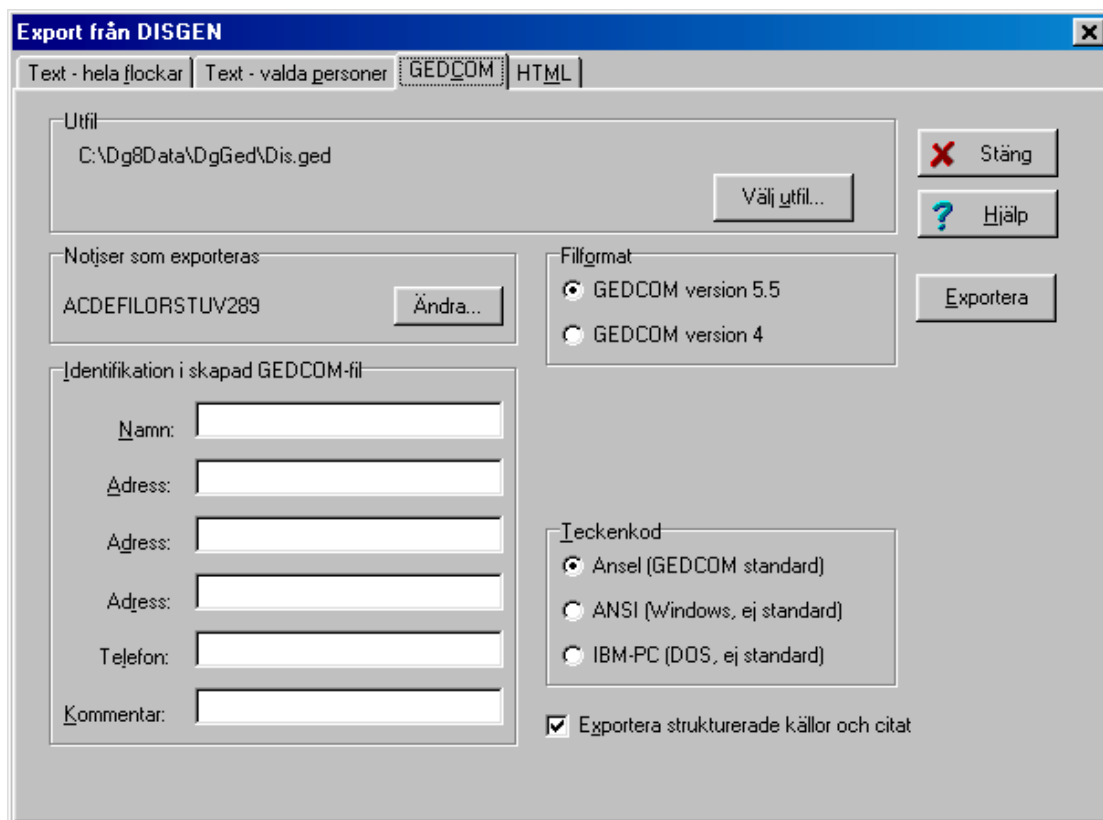 Export från DISGEN
Text - hela flockar Text - valda personer GEDCOM HTML
Utfil
C:\Dg8Data\DgGed\Dis.ged
Välj utfil...
Stäng
Hjälp
Exportera
Notiser som exporteras
ACDEFILORSTUV289
Ändra...
Filformat
GEDCOM version 5.5
GEDCOM version 4
Identifikation i skapad GEDCOM-fil
Namn:
Adress:
Adress:
Adress:
Telefon:
Kommentar:
Teckenkod
Ansel (GEDCOM standard)
ANSI (Windows, ej standard)
IBM-PC (DOS, ej standard)
Exportera strukturerade källor och citat